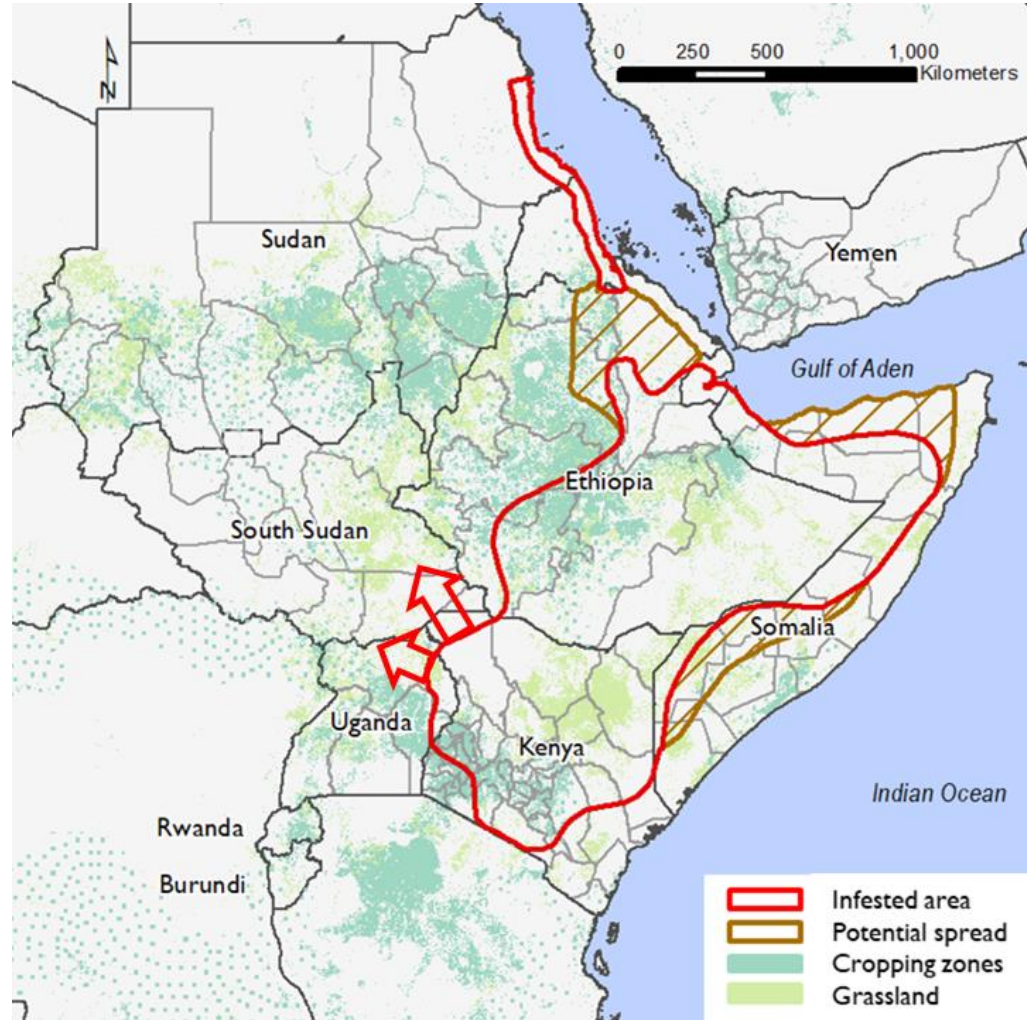 N
0 250 500 1,000
Kilometers
Sudan
Yemen
Gulf of Aden
Ethiopia
South Sudan
Somalia
Uganda
Kenya
Indian Ocean
Rwanda
Burundi
Infested area
Potential spread
Cropping zones
Grassland